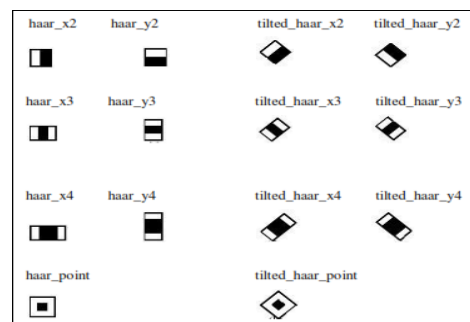 haar_x2 haar_y2 tilted_haar_x2 tilted_haar_y2
haar_x3 haar_y3 tilted_haar_x3 tilted_haar_y3
haar_x4 haar_y4 tilted_haar_x4 tilted_haar_y4
haar_point tilted_haar_point